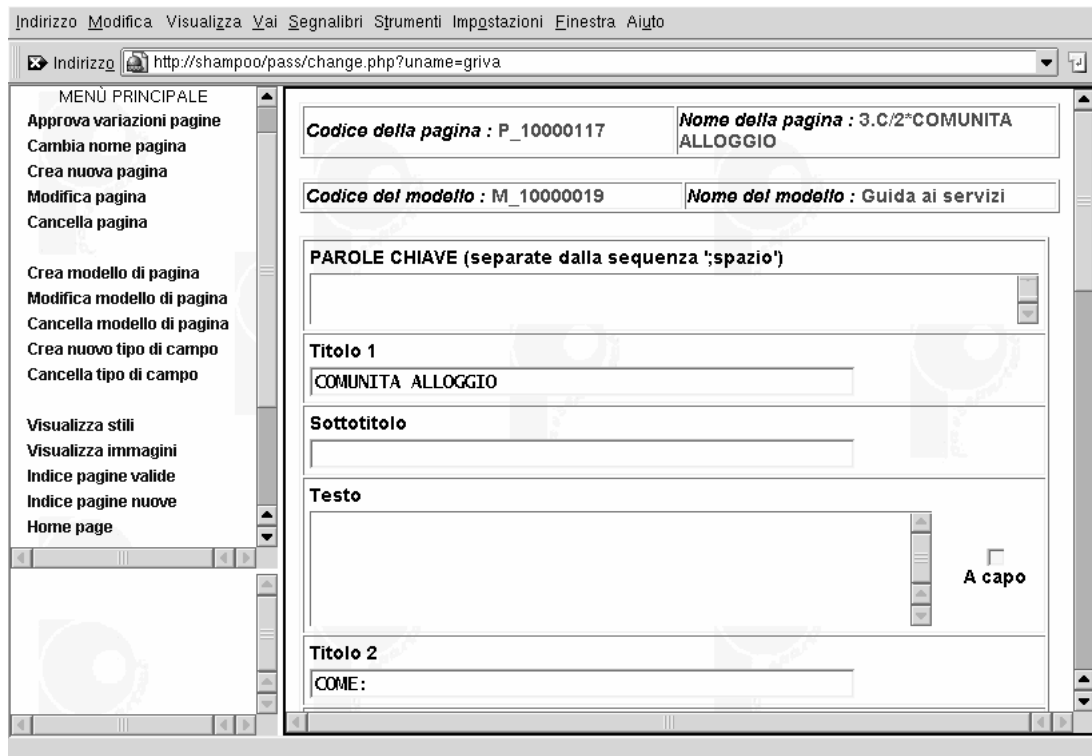 Indirizzo Modifica Visualizza Vai Segnalibri Strumenti Impostazioni Finestra Aiuto
Indirizzo http://shampoo/pass/change.php?uname=griva
MENÙ PRINCIPALE
Approva variazioni pagine
Cambia nome pagina
Crea nuova pagina
Modifica pagina
Cancella pagina
Crea modello di pagina
Modifica modello di pagina
Cancella modello di pagina
Crea nuovo tipo di campo
Cancella tipo di campo
Visualizza stili
Visualizza immagini
Indice pagine valide
Indice pagine nuove
Home page
Codice della pagina : P_10000117
Nome della pagina : 3.C/2*COMUNITA
ALLOGGIO
Codice del modello : M_10000019
Nome del modello : Guida ai servizi
PAROLE CHIAVE (separate dalla sequenza ';spazio')
Titolo 1
COMUNITA ALLOGGIO
Sottotitolo
Testo
A capo
Titolo 2
COME: